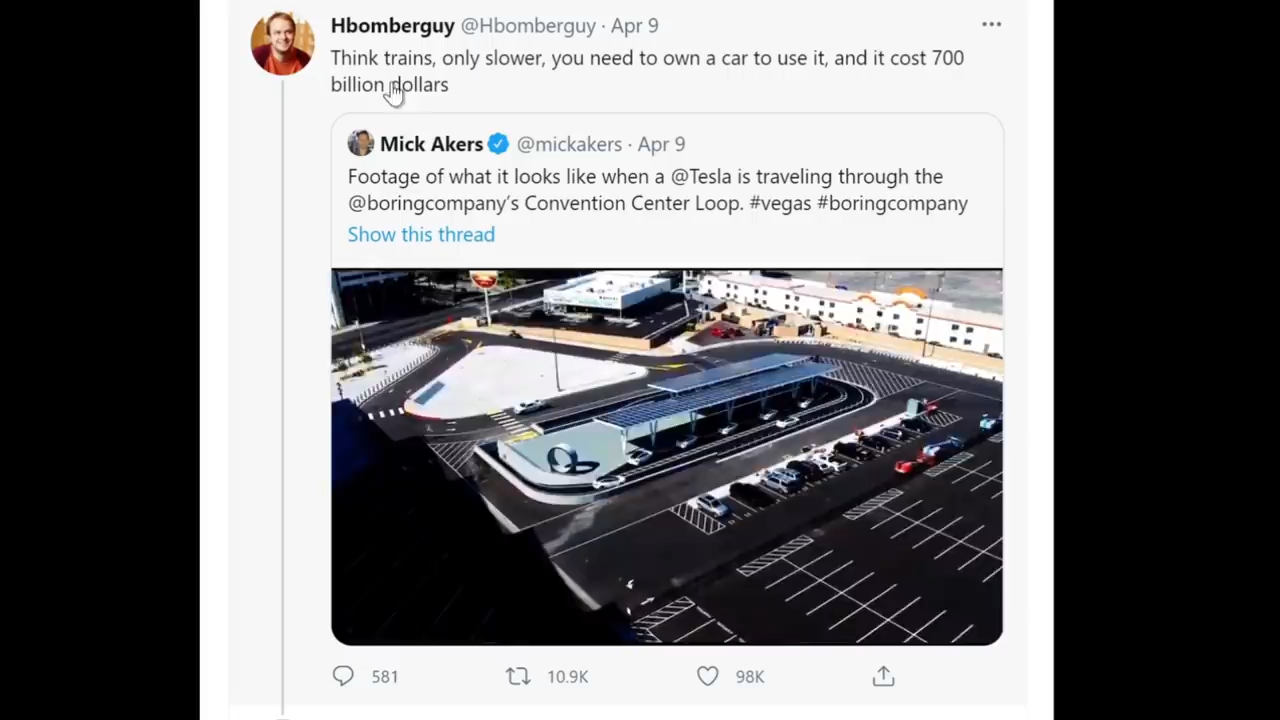 Hbomberguy @Hbomberguy · Apr 9
Think trains, only slower, you need to own a car to use it, and it cost 700
billion dollars
Mick Akers @mickakers · Apr 9
Footage of what it looks like when a @Tesla is traveling through the
@boringcompany's Convention Center Loop. #vegas #boringcompany
Show this thread
581 10.9K 98K